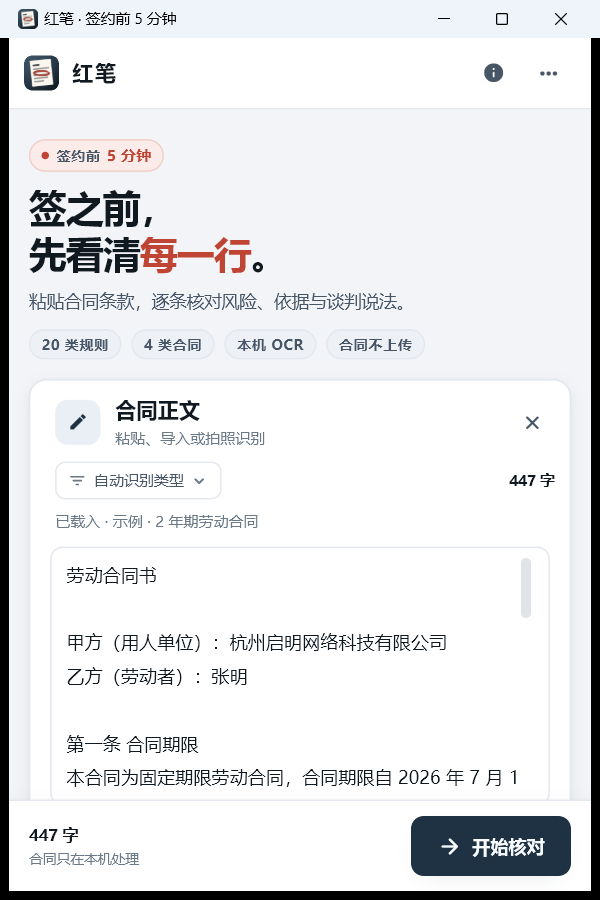 红笔 · 签约前 5 分钟
红笔
签约前 5 分钟
签之前，
先看清每一行。
粘贴合同条款，逐条核对风险、依据与谈判说法。
20 类规则
4 类合同
本机 OCR
合同不上传
合同正文
粘贴、导入或拍照识别
自动识别类型
447 字
已载入 · 示例 · 2 年期劳动合同
劳动合同书
甲方（用人单位）：杭州启明网络科技有限公司
乙方（劳动者）：张明
第一条 合同期限
本合同为固定期限劳动合同，合同期限自 2026 年 7 月 1
447 字
合同只在本机处理
开始核对